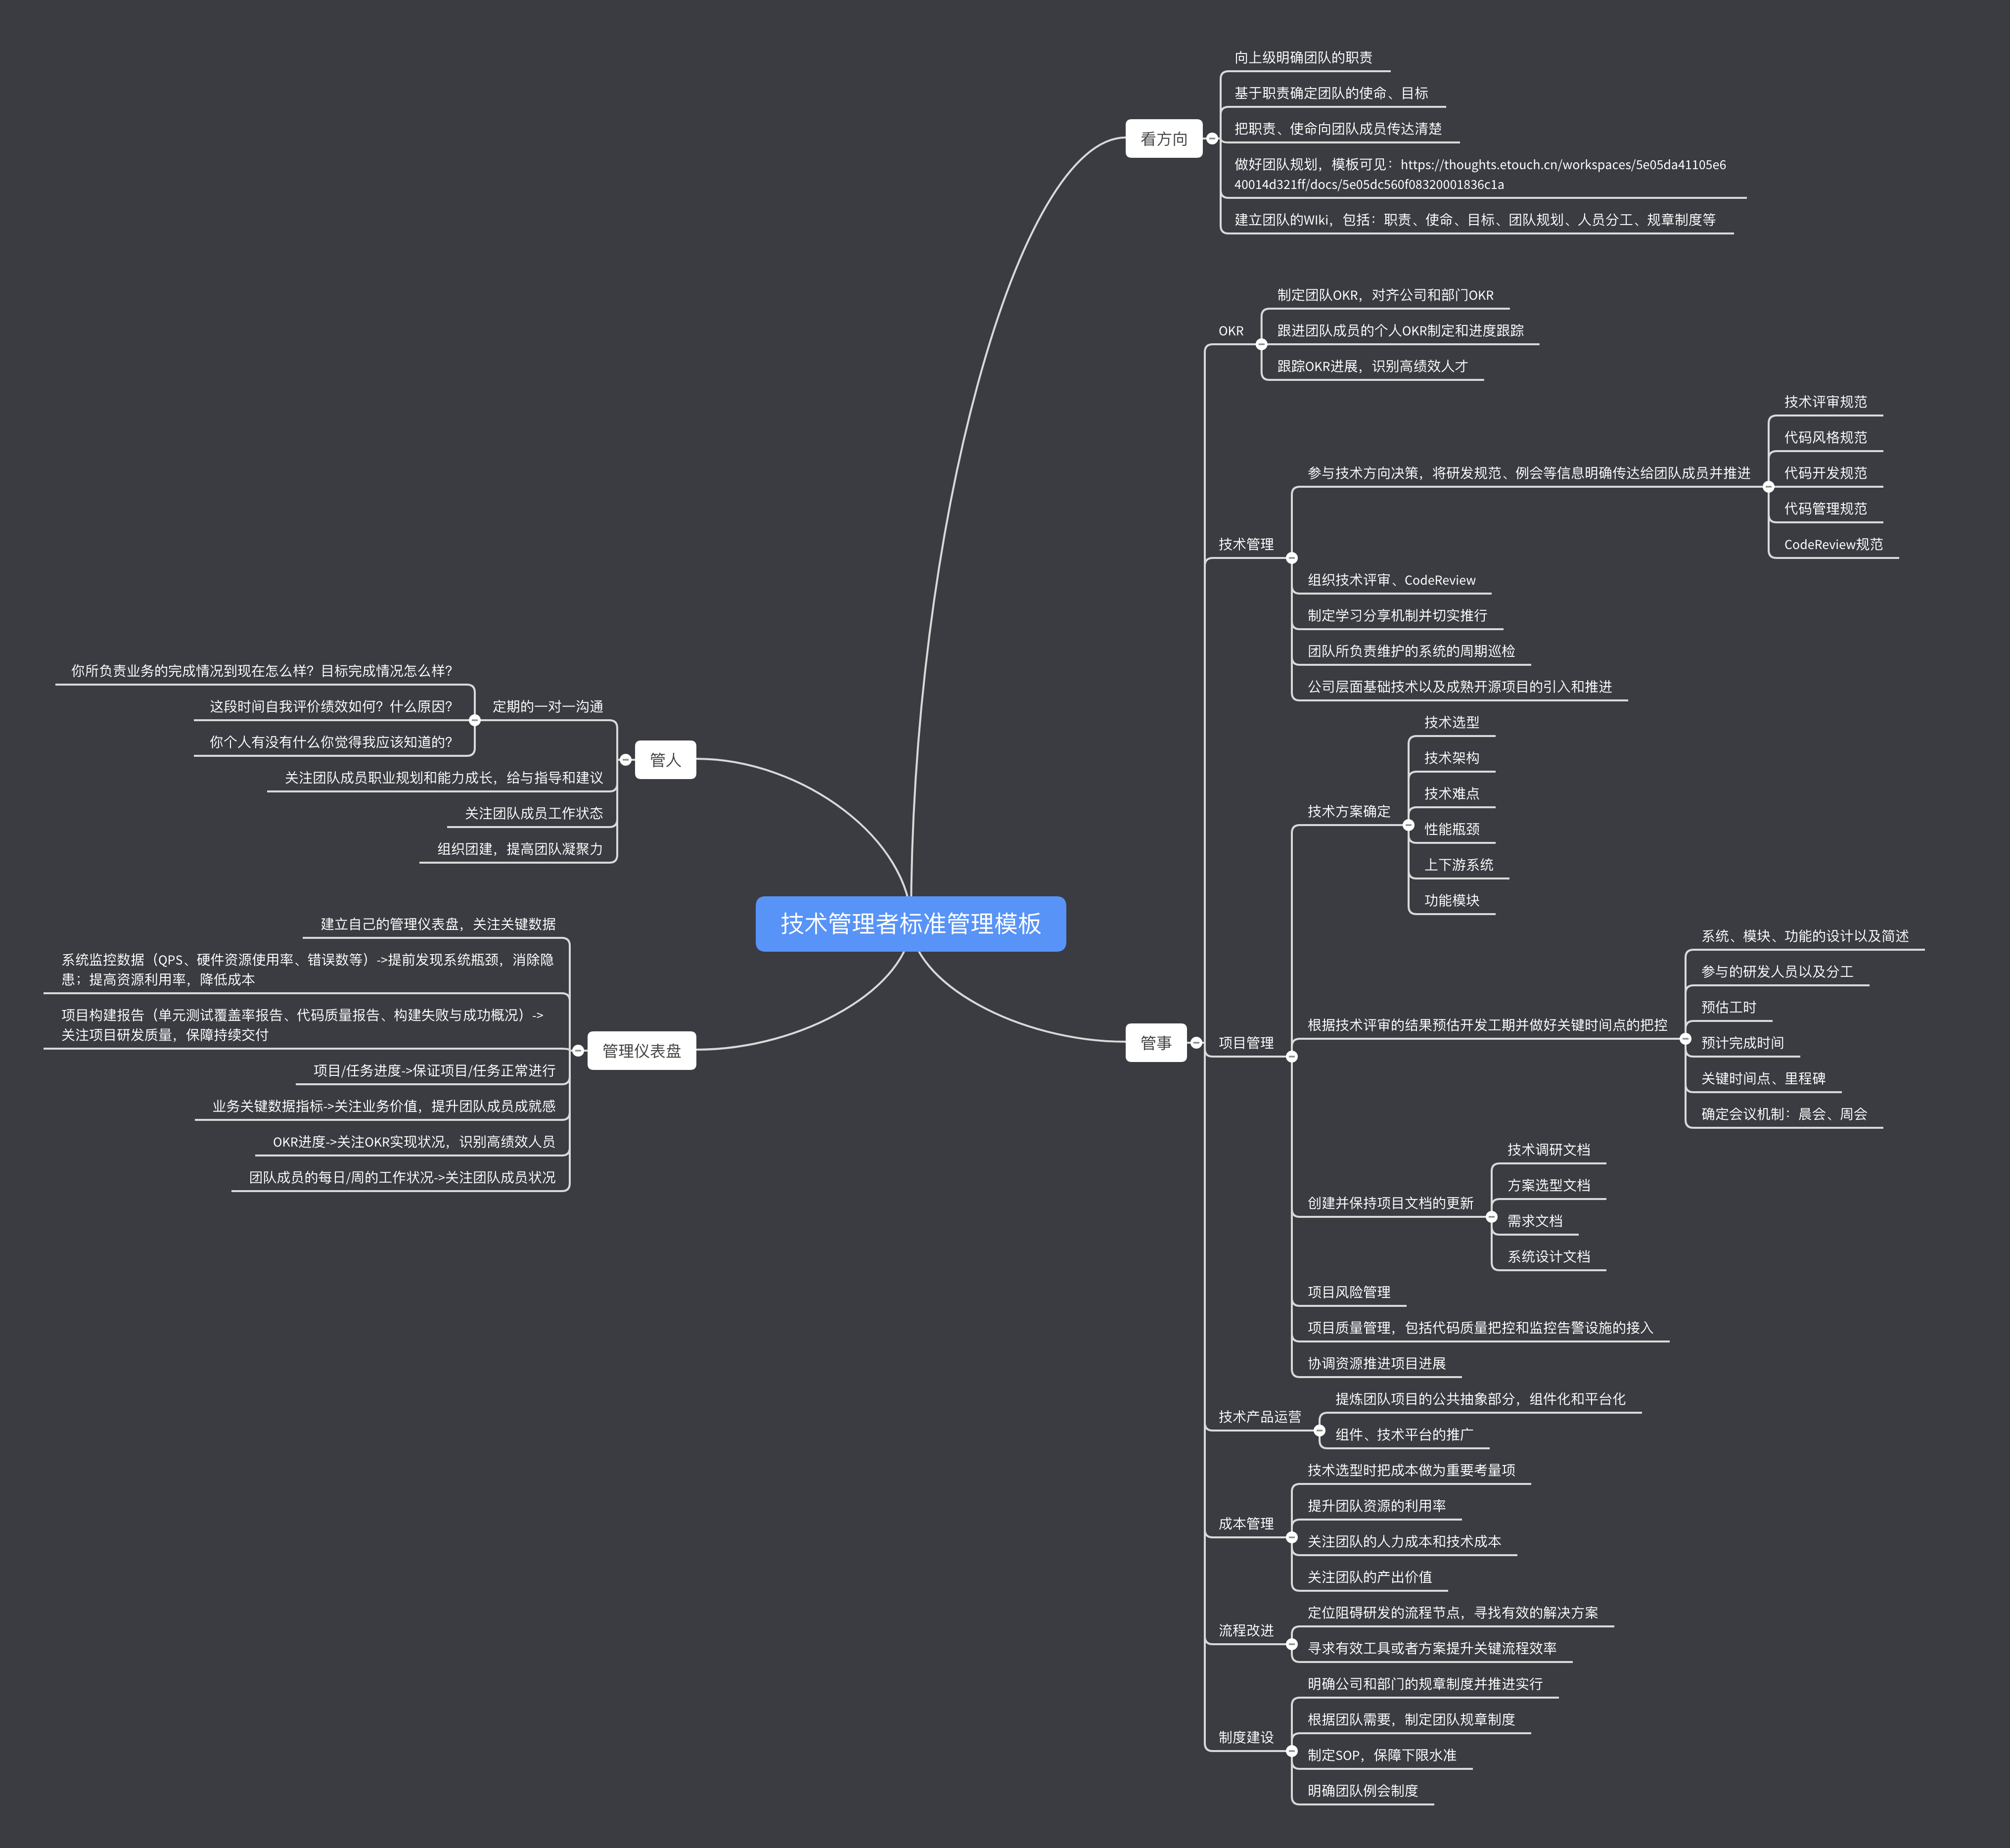 技术管理者标准管理模板
看方向
向上级明确团队的职责
基于职责确定团队的使命、目标
把职责、使命向团队成员传达清楚
做好团队规划，模板可见：https://thoughts.etouch.cn/workspaces/5e05da41105e6
40014d321ff/docs/5e05dc560f08320001836c1a
建立团队的WIki，包括：职责、使命、目标、团队规划、人员分工、规章制度等
管事
OKR
制定团队OKR，对齐公司和部门OKR
跟进团队成员的个人OKR制定和进度跟踪
跟踪OKR进展，识别高绩效人才
技术管理
参与技术方向决策，将研发规范、例会等信息明确传达给团队成员并推进
技术评审规范
代码风格规范
代码开发规范
代码管理规范
CodeReview规范
组织技术评审、CodeReview
制定学习分享机制并切实推行
团队所负责维护的系统的周期巡检
公司层面基础技术以及成熟开源项目的引入和推进
项目管理
技术方案确定
技术选型
技术架构
技术难点
性能瓶颈
上下游系统
功能模块
根据技术评审的结果预估开发工期并做好关键时间点的把控
系统、模块、功能的设计以及简述
参与的研发人员以及分工
预估工时
预计完成时间
关键时间点、里程碑
确定会议机制：晨会、周会
创建并保持项目文档的更新
技术调研文档
方案选型文档
需求文档
系统设计文档
项目风险管理
项目质量管理，包括代码质量把控和监控告警设施的接入
协调资源推进项目进展
技术产品运营
提炼团队项目的公共抽象部分，组件化和平台化
组件、技术平台的推广
成本管理
技术选型时把成本做为重要考量项
提升团队资源的利用率
关注团队的人力成本和技术成本
关注团队的产出价值
流程改进
定位阻碍研发的流程节点，寻找有效的解决方案
寻求有效工具或者方案提升关键流程效率
制度建设
明确公司和部门的规章制度并推进实行
根据团队需要，制定团队规章制度
制定SOP，保障下限水准
明确团队例会制度
管人
定期的一对一沟通
你所负责业务的完成情况到现在怎么样？目标完成情况怎么样？
这段时间自我评价绩效如何？什么原因？
你个人有没有什么你觉得我应该知道的？
关注团队成员职业规划和能力成长，给与指导和建议
关注团队成员工作状态
组织团建，提高团队凝聚力
管理仪表盘
建立自己的管理仪表盘，关注关键数据
系统监控数据（QPS、硬件资源使用率、错误数等）->提前发现系统瓶颈，消除隐
患；提高资源利用率，降低成本
项目构建报告（单元测试覆盖率报告、代码质量报告、构建失败与成功概况）->
关注项目研发质量，保障持续交付
项目/任务进度->保证项目/任务正常进行
业务关键数据指标->关注业务价值，提升团队成员成就感
OKR进度->关注OKR实现状况，识别高绩效人员
团队成员的每日/周的工作状况->关注团队成员状况